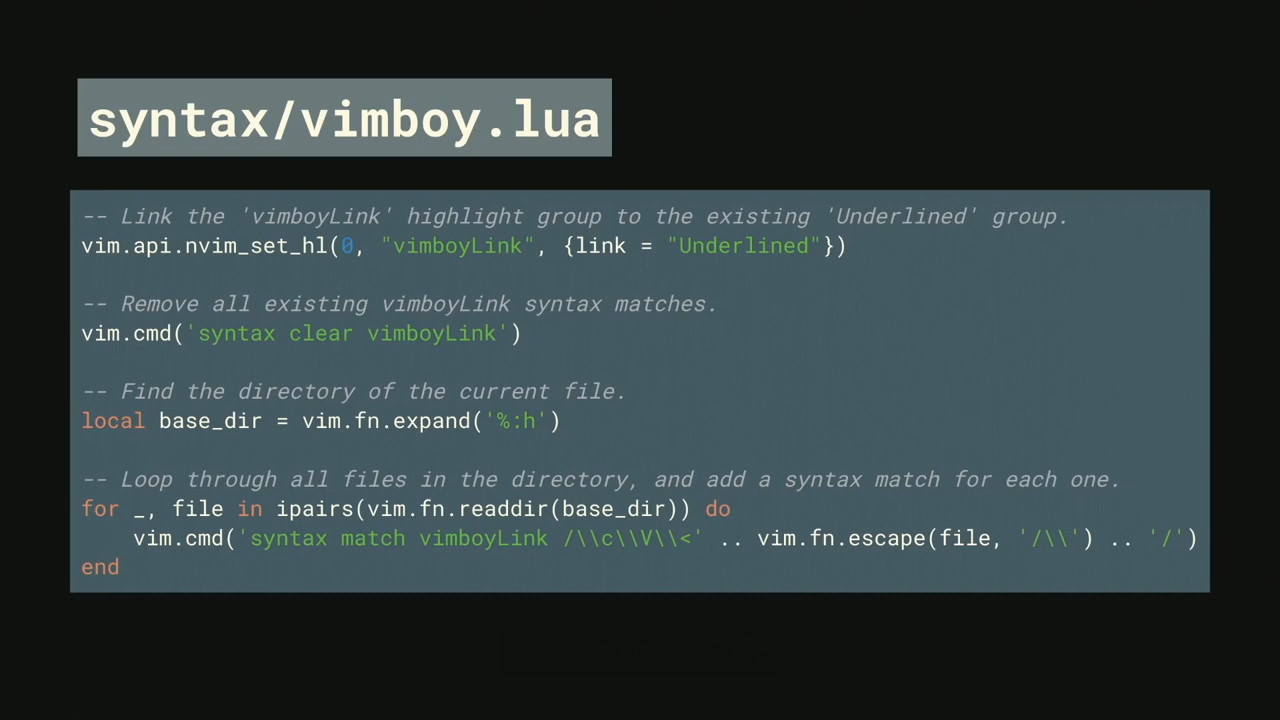 syntax/vimboy.lua
-- Link the 'vimboyLink' highlight group to the existing 'Underlined' group.
vim.api.nvim_set_hl(0, "vimboyLink", {link = "Underlined"})
-- Remove all existing vimboyLink syntax matches.
vim.cmd('syntax clear vimboyLink')
-- Find the directory of the current file.
local base_dir = vim.fn.expand('%:h')
-- Loop through all files in the directory, and add a syntax match for each one.
for _, file in ipairs(vim.fn.readdir(base_dir)) do
    vim.cmd('syntax match vimboyLink /\\c\\V\\<' .. vim.fn.escape(file, '/\\') .. '/')
end